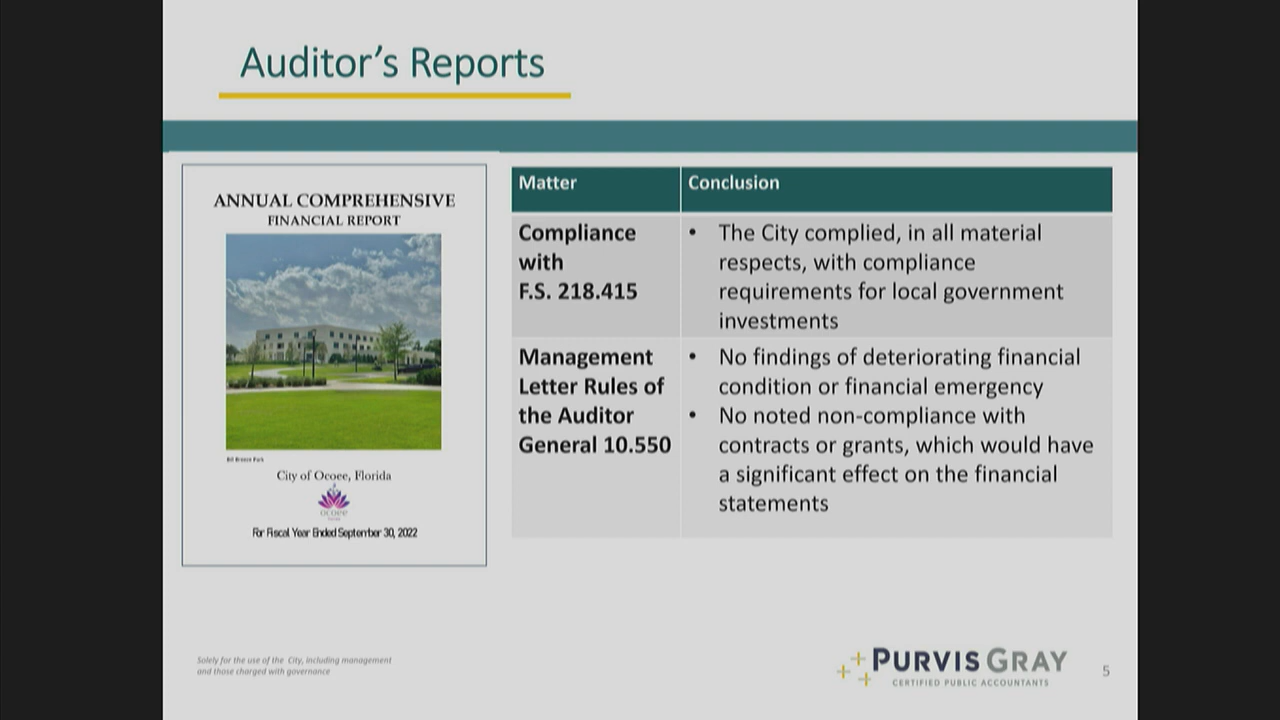 Auditor's Reports
ANNUAL COMPREHENSIVE
FINANCIAL REPORT
Bill Breeze Park
City of Ocoee, Florida
ocoee
For Fiscal Year Ended September 30, 2022
Matter
Conclusion
Compliance
with
F.S. 218.415
• The City complied, in all material
respects, with compliance
requirements for local government
investments
Management
Letter Rules of
the Auditor
General 10.550
• No findings of deteriorating financial
condition or financial emergency
• No noted non-compliance with
contracts or grants, which would have
a significant effect on the financial
statements
Solely for the use of the City, including management
and those charged with governance
PURVIS GRAY
CERTIFIED PUBLIC ACCOUNTANTS
5